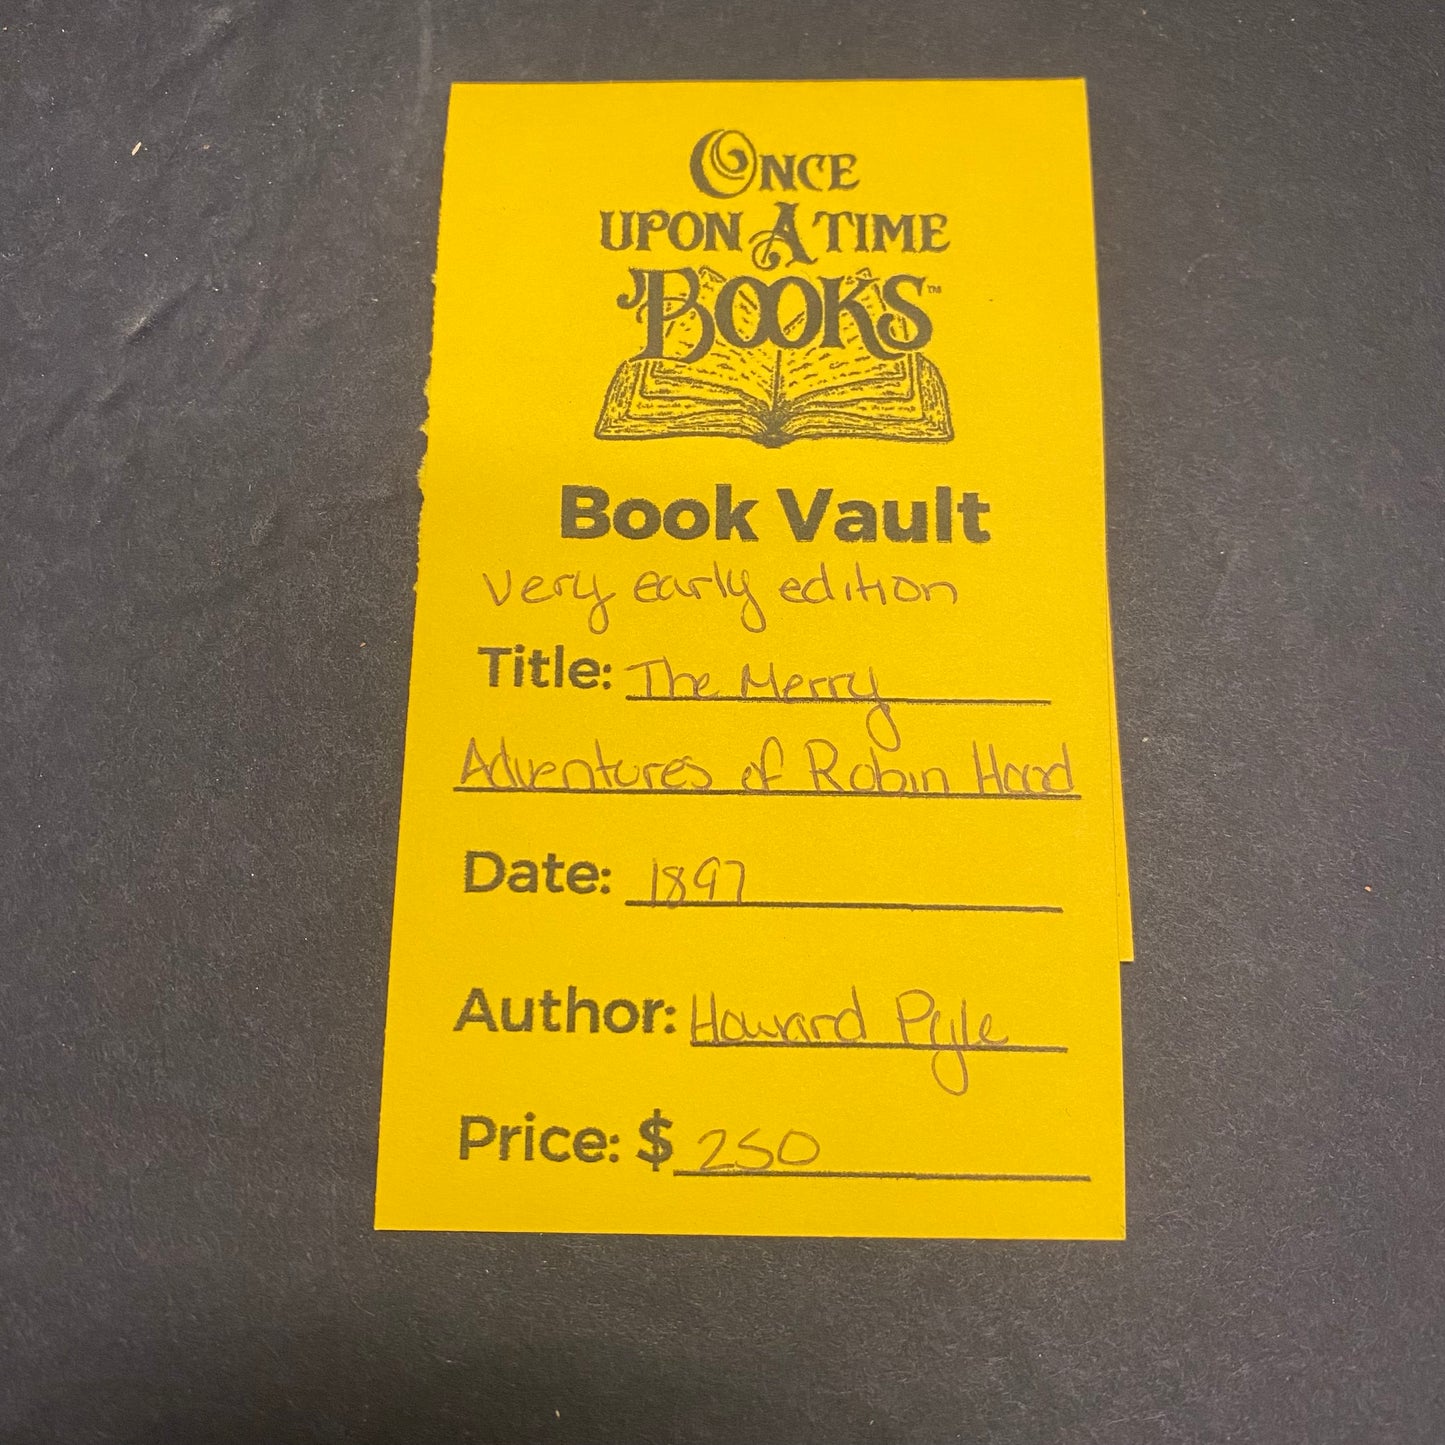 ONCE
UPON A TIME
BOOKS™
Book Vault
very early edition
Title: The Merry
Adventures of Robin Hood
Date: 1897
Author: Howard Pyle
Price: $ 250